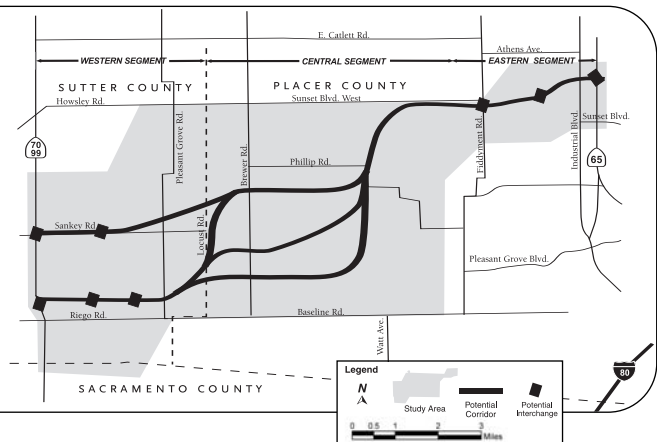 E. Catlett Rd.
Athens Ave.
WESTERN SEGMENT
CENTRAL SEGMENT
EASTERN SEGMENT
SUTTER COUNTY
PLACER COUNTY
Howsley Rd.
Sunset Blvd. West
Sunset Blvd.
70
99
Pleasant Grove Rd.
Brewer Rd.
Phillip Rd.
Fiddyment Rd.
Industrial Blvd.
65
Sankey Rd.
Locust Rd.
Pleasant Grove Blvd.
Riego Rd.
Baseline Rd.
Watt Ave.
SACRAMENTO COUNTY
80
Legend
N
Study Area
Potential
Corridor
Potential
Interchange
0 0.5 1 2 3
Miles